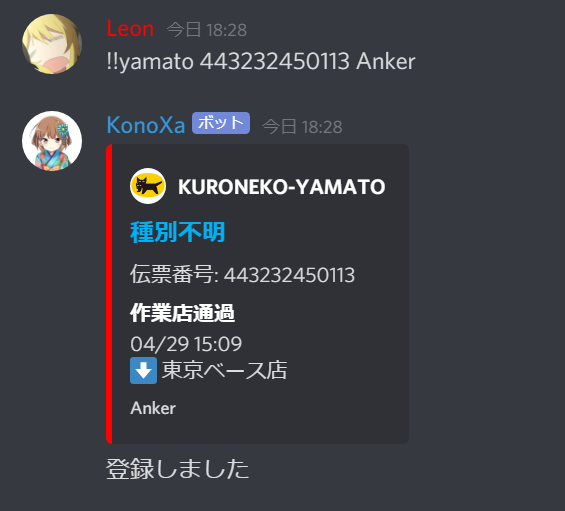 Leon 今日 18:28
!!yamato 443232450113 Anker
KonoXa ボット 今日 18:28
KURONEKO-YAMATO
種別不明
伝票番号: 443232450113
作業店通過
04/29 15:09
⬇ 東京ベース店
Anker
登録しました